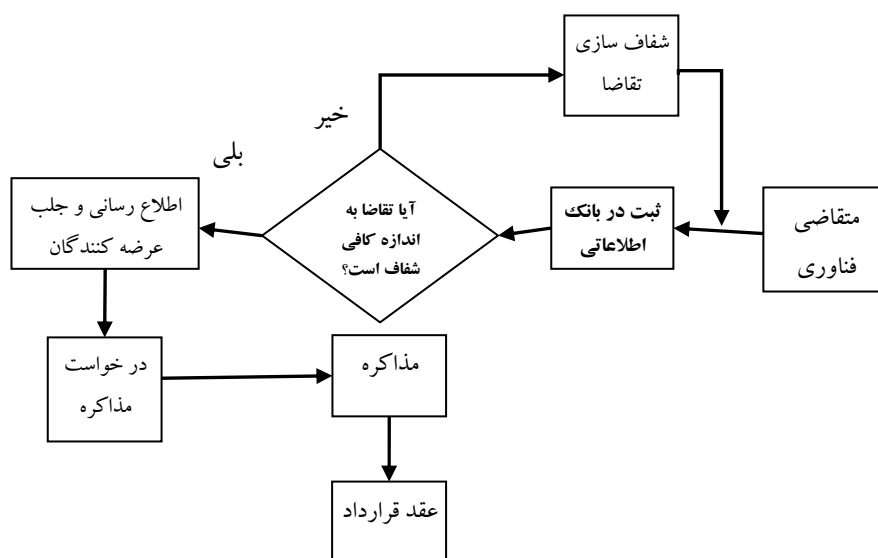 شفاف سازی
تقاضا
خیر
بلی
متقاضی
فناوری
ثبت در بانک
اطلاعاتی
آیا تقاضا به
اندازه کافی
شفاف است؟
اطلاع رسانی و جلب
عرضه کنندگان
در خواست
مذاکره
مذاکره
عقد قرارداد